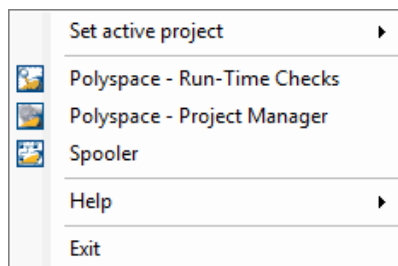 Set active project
Polyspace - Run-Time Checks
Polyspace - Project Manager
Spooler
Help
Exit